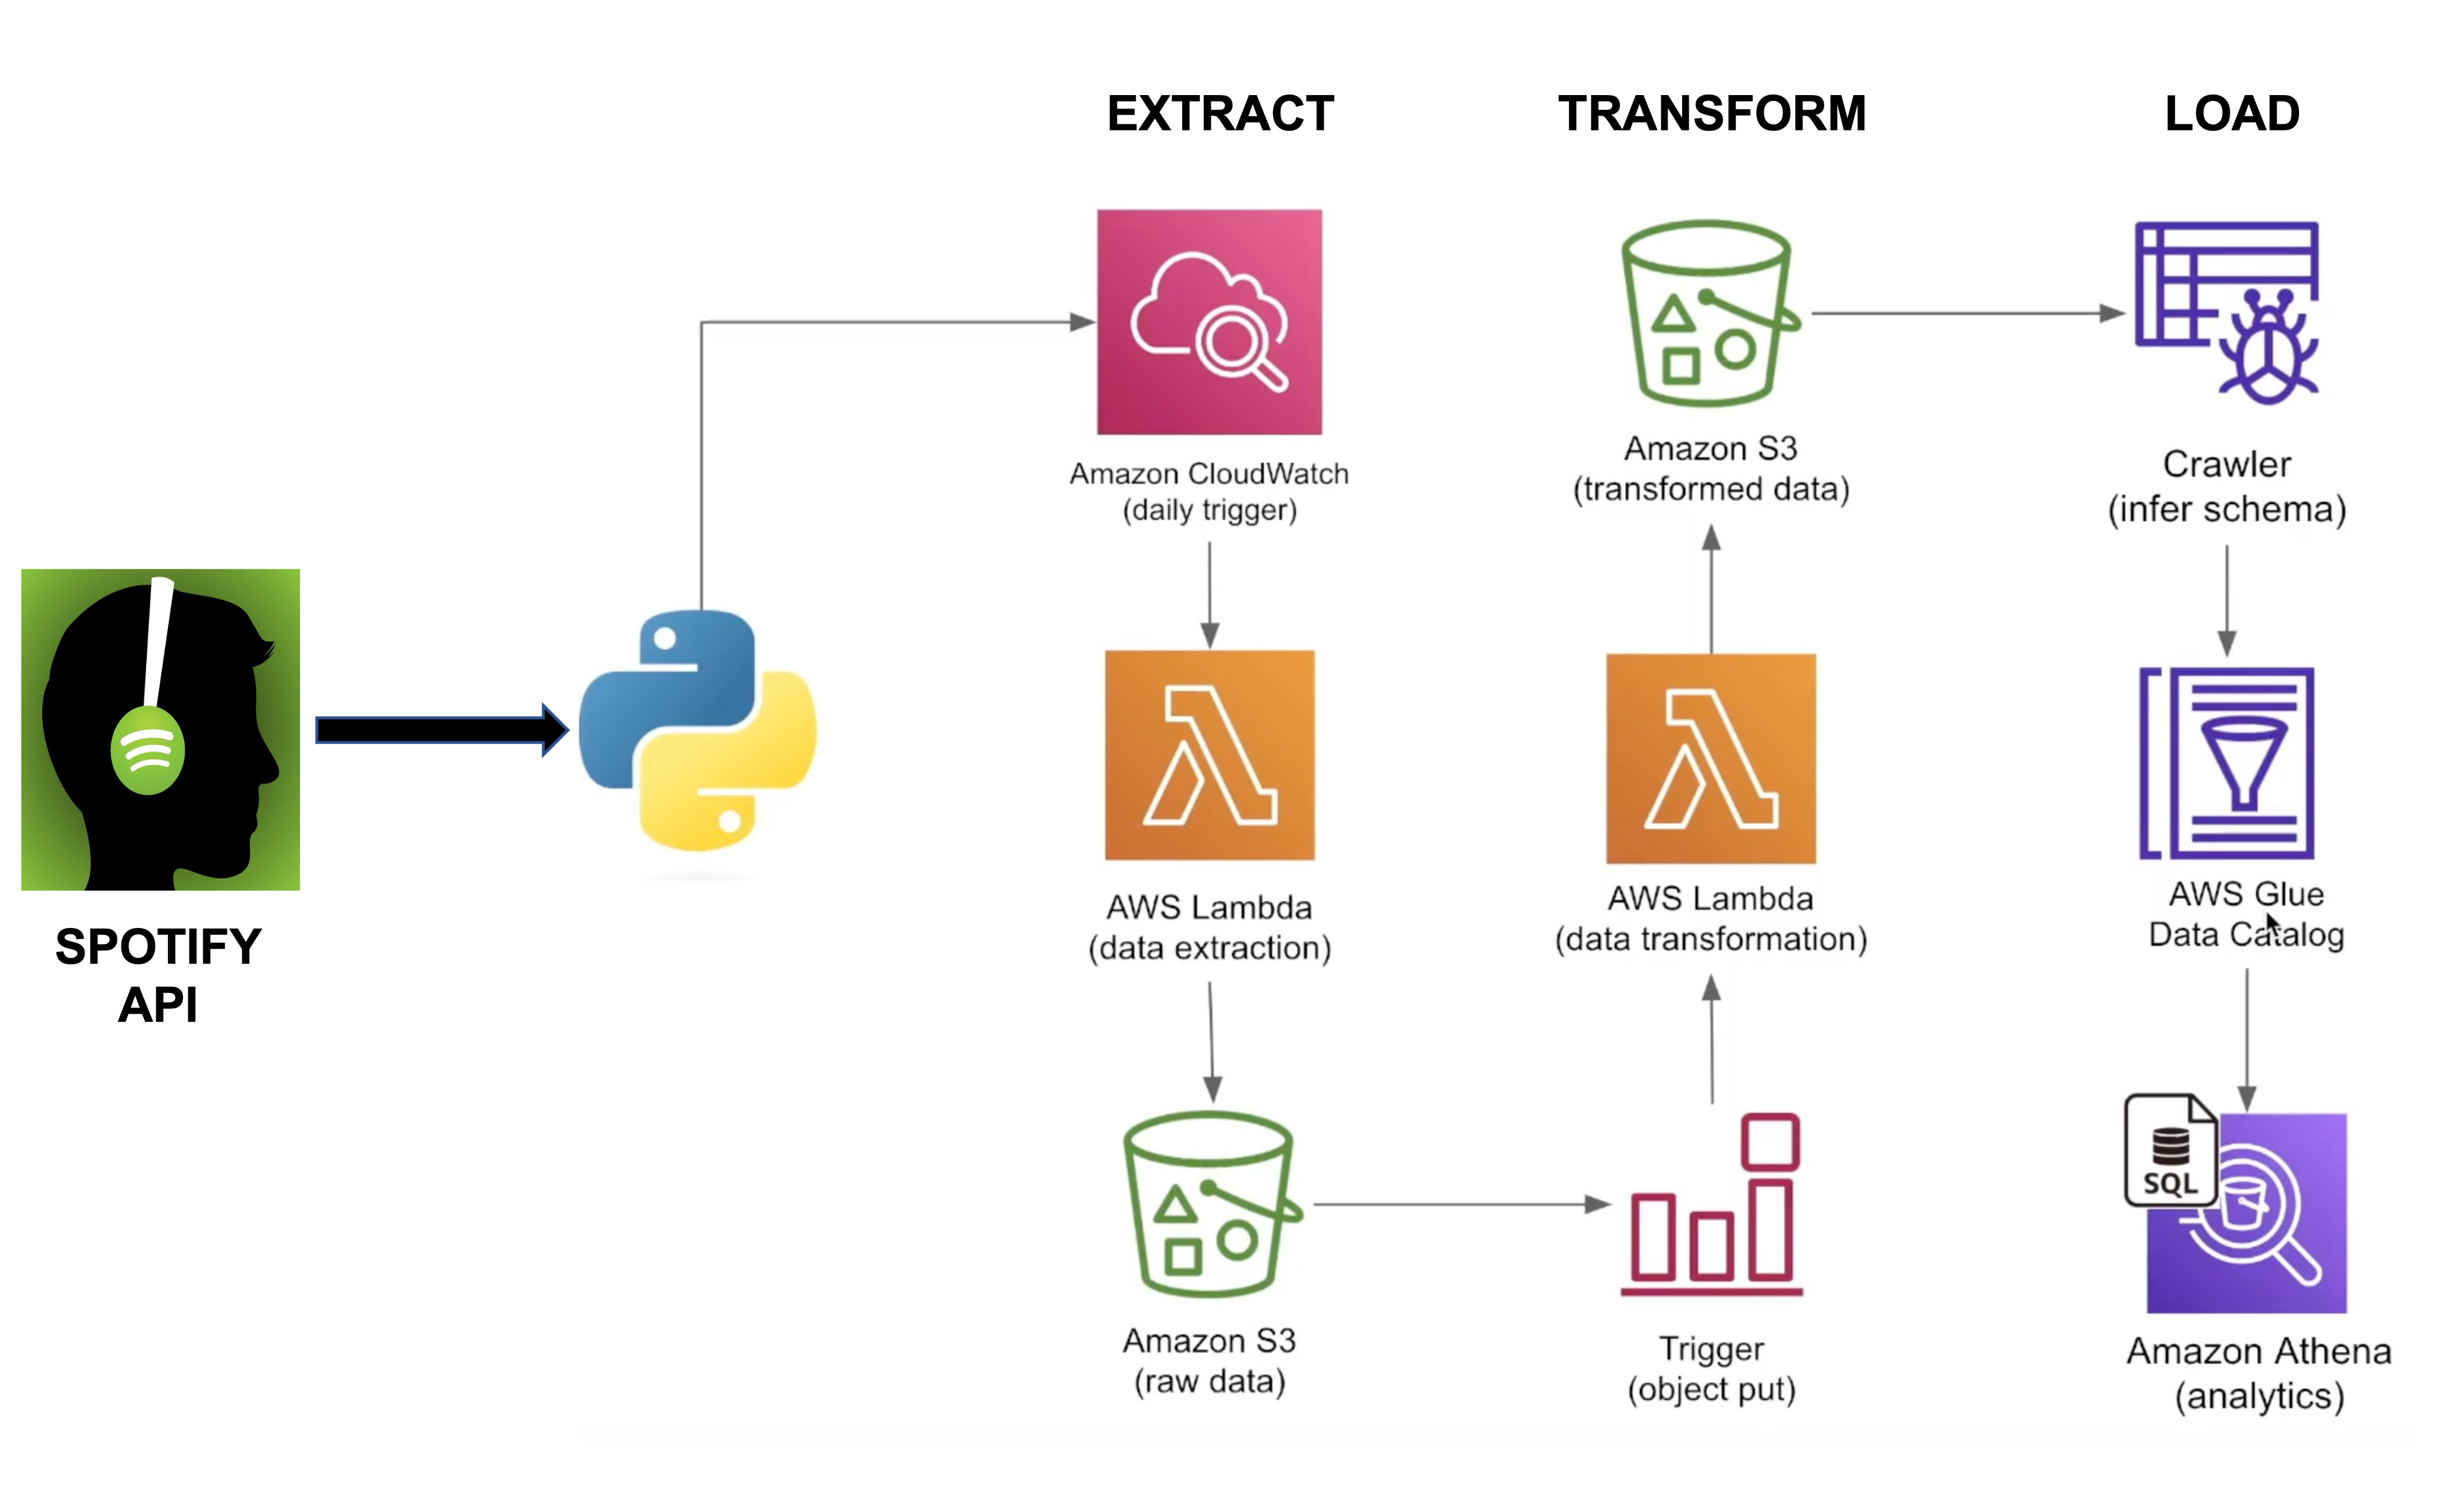 EXTRACT
TRANSFORM
LOAD
Amazon CloudWatch
(daily trigger)
Amazon S3
(transformed data)
Crawler
(infer schema)
SPOTIFY
API
AWS Lambda
(data extraction)
AWS Lambda
(data transformation)
AWS Glue
Data Catalog
Amazon S3
(raw data)
Trigger
(object put)
SQL
Amazon Athena
(analytics)